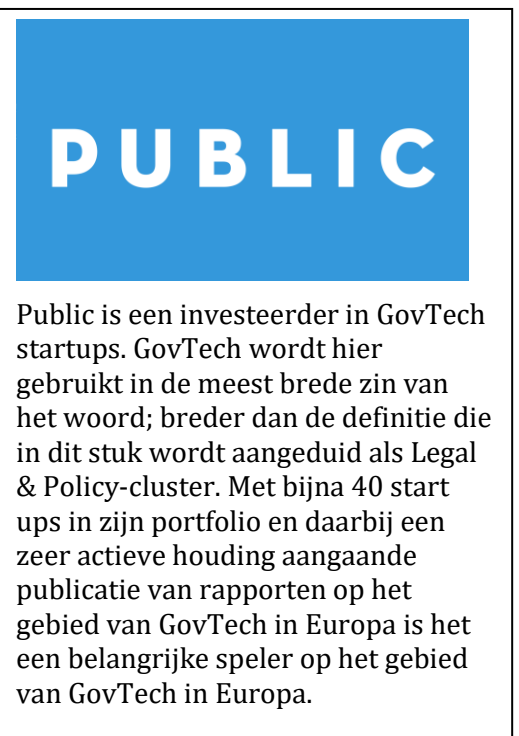 PUBLIC
Public is een investeerder in GovTech
startups. GovTech wordt hier
gebruikt in de meest brede zin van
het woord; breder dan de definitie die
in dit stuk wordt aangeduid als Legal
& Policy-cluster. Met bijna 40 start
ups in zijn portfolio en daarbij een
zeer actieve houding aangaande
publicatie van rapporten op het
gebied van GovTech in Europa is het
een belangrijke speler op het gebied
van GovTech in Europa.